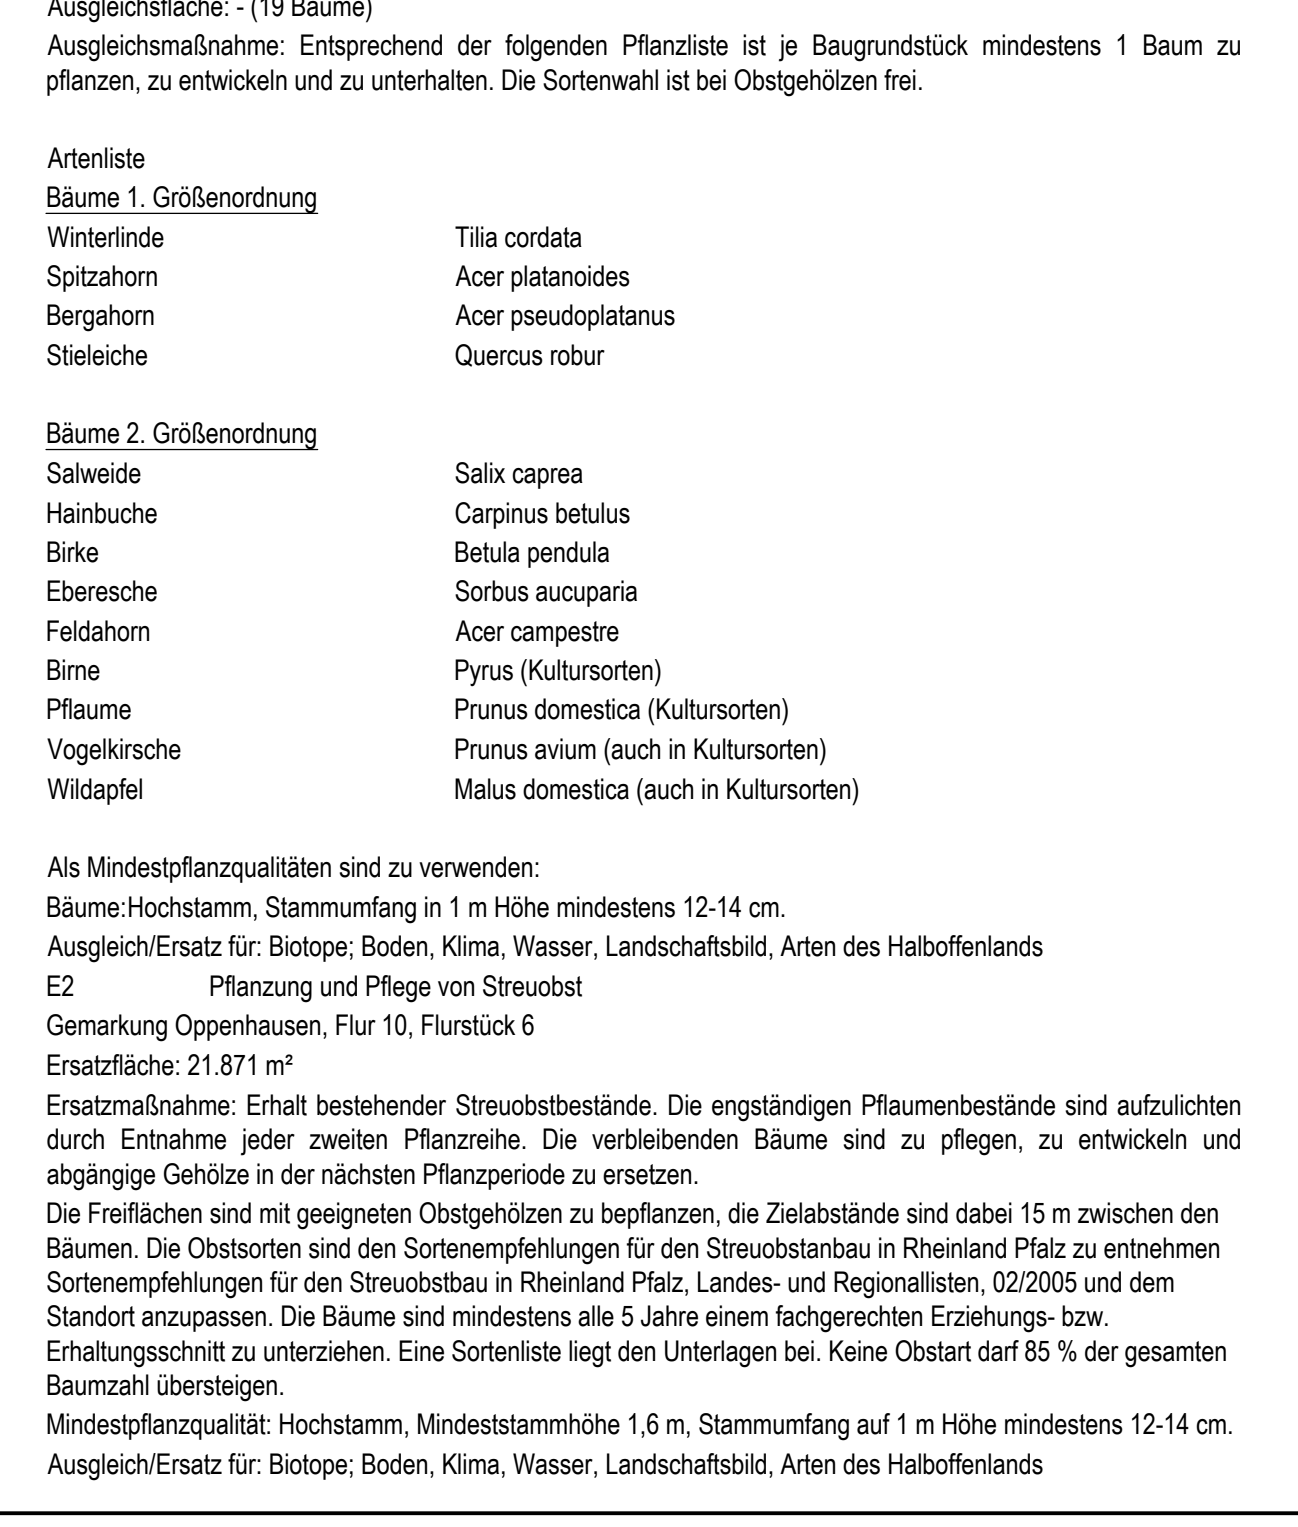 Ausgleichsfläche: - (19 Bäume)
Ausgleichsmaßnahme: Entsprechend der folgenden Pflanzliste ist je Baugrundstück mindestens 1 Baum zu
pflanzen, zu entwickeln und zu unterhalten. Die Sortenwahl ist bei Obstgehölzen frei.
Artenliste
Bäume 1. Größenordnung
Winterlinde Tilia cordata
Spitzahorn Acer platanoides
Bergahorn Acer pseudoplatanus
Stieleiche Quercus robur
Bäume 2. Größenordnung
Salweide Salix caprea
Hainbuche Carpinus betulus
Birke Betula pendula
Eberesche Sorbus aucuparia
Feldahorn Acer campestre
Birne Pyrus (Kultursorten)
Pflaume Prunus domestica (Kultursorten)
Vogelkirsche Prunus avium (auch in Kultursorten)
Wildapfel Malus domestica (auch in Kultursorten)
Als Mindestpflanzqualitäten sind zu verwenden:
Bäume:Hochstamm, Stammumfang in 1 m Höhe mindestens 12-14 cm.
Ausgleich/Ersatz für: Biotope; Boden, Klima, Wasser, Landschaftsbild, Arten des Halboffenlands
E2 Pflanzung und Pflege von Streuobst
Gemarkung Oppenhausen, Flur 10, Flurstück 6
Ersatzfläche: 21.871 m²
Ersatzmaßnahme: Erhalt bestehender Streuobstbestände. Die engständigen Pflaumenbestände sind aufzulichten
durch Entnahme jeder zweiten Pflanzreihe. Die verbleibenden Bäume sind zu pflegen, zu entwickeln und
abgängige Gehölze in der nächsten Pflanzperiode zu ersetzen.
Die Freiflächen sind mit geeigneten Obstgehölzen zu bepflanzen, die Zielabstände sind dabei 15 m zwischen den
Bäumen. Die Obstsorten sind den Sortenempfehlungen für den Streuobstanbau in Rheinland Pfalz zu entnehmen
Sortenempfehlungen für den Streuobstbau in Rheinland Pfalz, Landes- und Regionallisten, 02/2005 und dem
Standort anzupassen. Die Bäume sind mindestens alle 5 Jahre einem fachgerechten Erziehungs- bzw.
Erhaltungsschnitt zu unterziehen. Eine Sortenliste liegt den Unterlagen bei. Keine Obstart darf 85 % der gesamten
Baumzahl übersteigen.
Mindestpflanzqualität: Hochstamm, Mindeststammhöhe 1,6 m, Stammumfang auf 1 m Höhe mindestens 12-14 cm.
Ausgleich/Ersatz für: Biotope; Boden, Klima, Wasser, Landschaftsbild, Arten des Halboffenlands